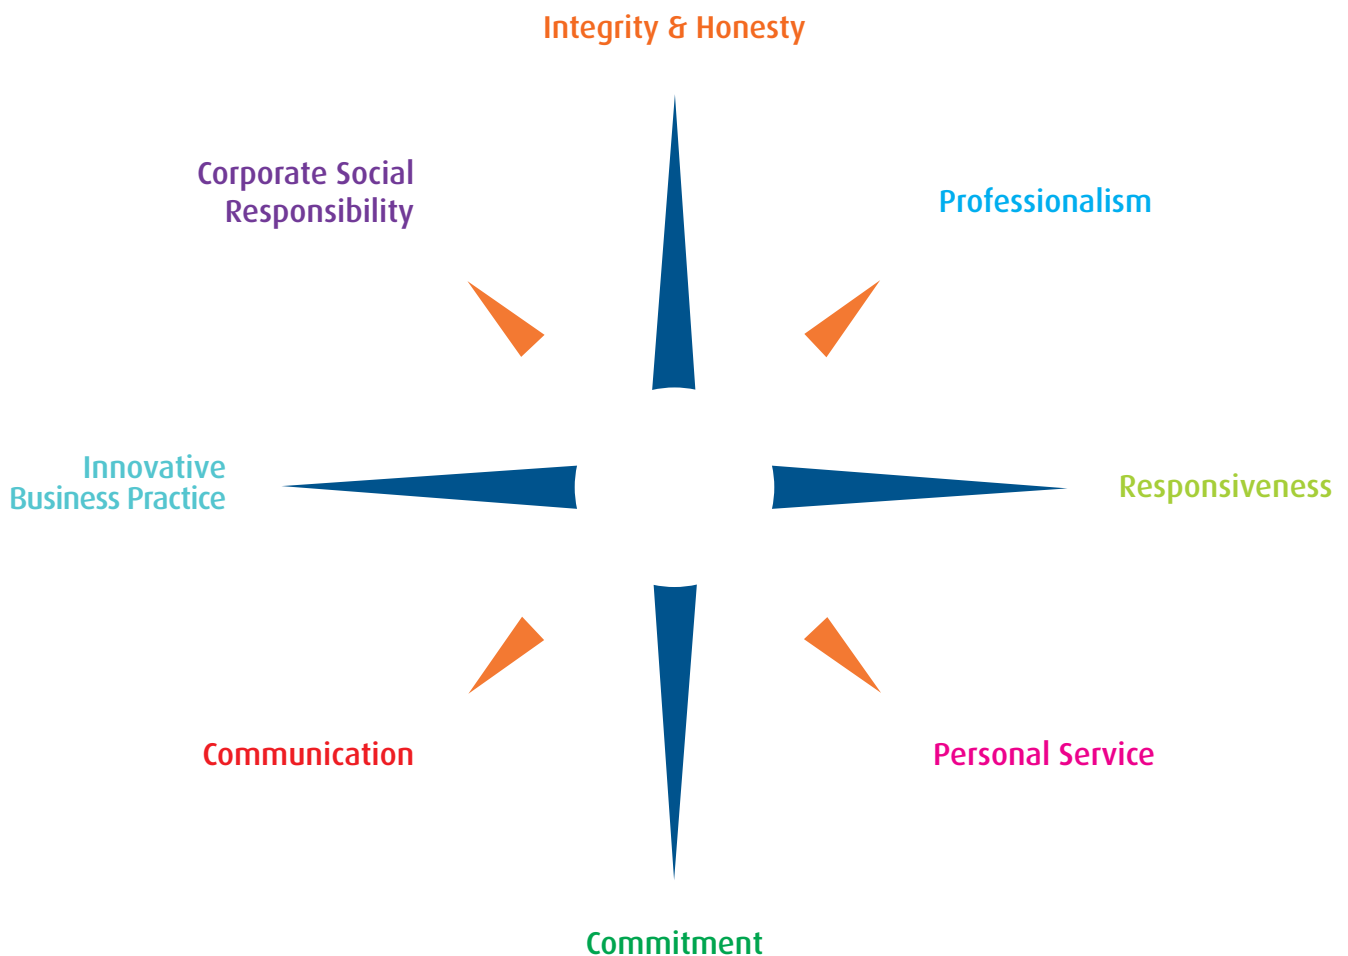 Integrity & Honesty
Corporate Social
Responsibility
Professionalism
Innovative
Business Practice
Responsiveness
Communication
Personal Service
Commitment